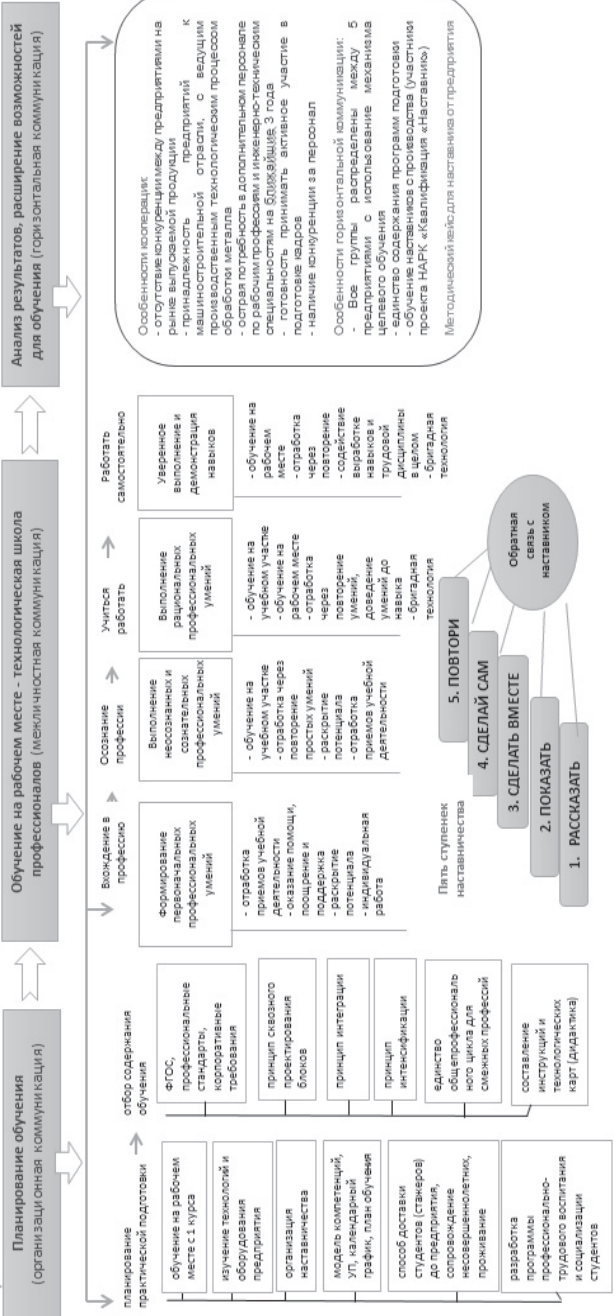 Планирование обучения
(организационная коммуникация)
Обучение на рабочем месте - технологическая школа
профессионалов (межличностная коммуникация)
Анализ результатов, расширение возможностей
для обучения (горизонтальная коммуникация)
планирование
практической подготовки
обучение на рабочем
месте с 1 курса
изучение технологий и
оборудования
предприятия
организация
наставничества
модель компетенций,
УП, календарный
график, план обучения
способ доставки
студентов (стажеров)
до предприятия,
сопровождение
несовершеннолетних,
проживание
разработка
программы
профессионально-
трудового воспитания
и социализации
студентов
отбор содержания
обучения
ФГОС,
профессиональные
стандарты,
корпоративные
требования
принцип сквозного
проектирования
блоков
принцип интеграции
принцип
интенсификации
единство
общепрофессиональ
ного цикла для
смежных профессий
составление
инструкций и
технологических
карт (дидактика)
Вхождение в
профессию
Формирование
первоначальных
профессиональных
умений
- отработка
приемов учебной
деятельности
- оказание помощи,
поощрение и
поддержка
- раскрытие
потенциала
- индивидуальная
работа
Осознание
профессии
Выполнение
неосознанных и
сознательных
профессиональных
умений
- обучение на
учебном участке
- отработка через
повторение
простых умений
- раскрытие
потенциала
- отработка
приемов учебной
деятельности
Учиться
работать
Выполнение
рациональных
профессиональных
умений
- обучение на
учебном участке
- обучение на
рабочем месте
- отработка
через
повторение
умений,
доведение
умений до
навыка
- бригадная
технология
Работать
самостоятельно
Уверенное
выполнение и
демонстрация
навыков
- обучение на
рабочем
месте
- отработка
через
повторение
- содействие
выработке
навыков и
трудовой
дисциплины
в целом
- бригадная
технология
Пять ступенек
наставничества
5. ПОВТОРИ
4. СДЕЛАЙ САМ
3. СДЕЛАТЬ ВМЕСТЕ
2. ПОКАЗАТЬ
1. РАССКАЗАТЬ
Обратная
связь с
наставником
Особенности кооперации:
- отсутствие конкуренции между предприятиями на
рынке выпускаемой продукции
- принадлежность предприятий к
машиностроительной отрасли, с ведущим
производственным технологическим процессом
обработки металла
- острая потребность в дополнительном персонале
по рабочим профессиям и инженерно-техническим
специальностям на ближайшие 3 года
- готовность принимать активное участие в
подготовке кадров
- наличие конкуренции за персонал
Особенности горизонтальной коммуникации:
- Все группы распределены между 5
предприятиями с использование механизма
целевого обучения
- единство содержания программ подготовки
- обучение наставников с производства (участники
проекта НАРК «Квалификация «Наставник»)
Методический кейс для наставника от предприятия